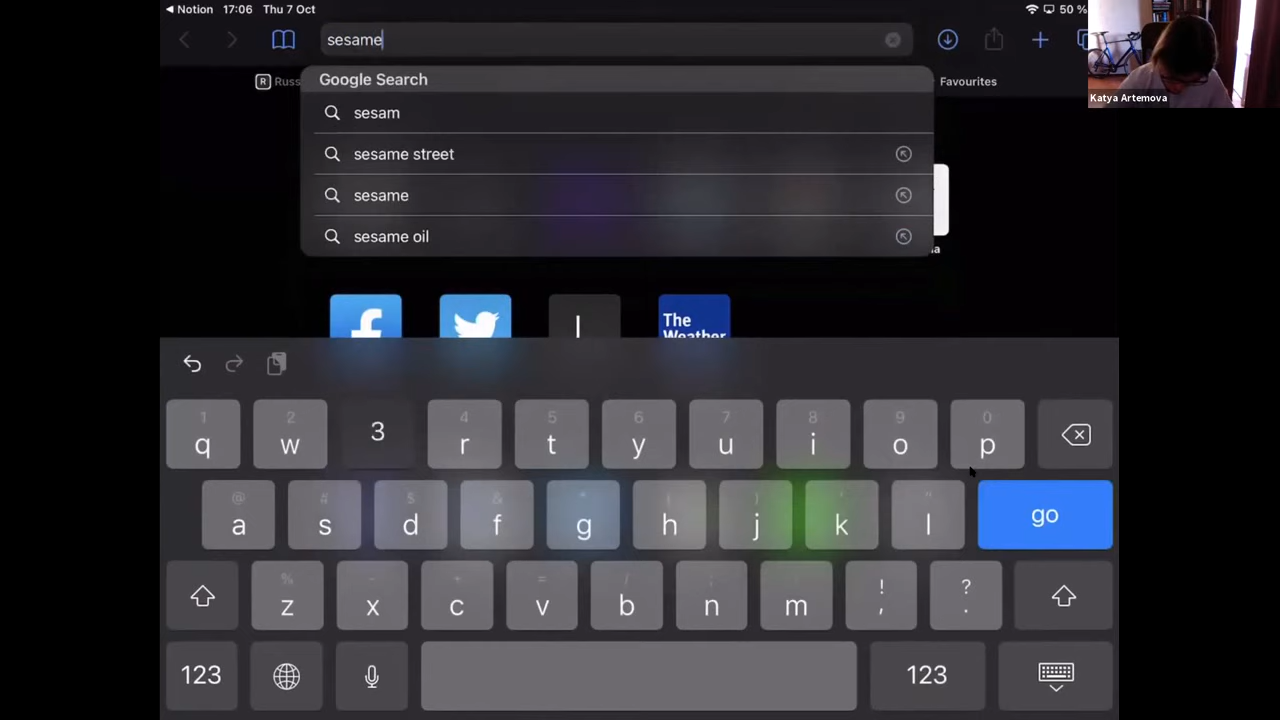 Notion 17:06 Thu 7 Oct 50 %
sesame
Russ
Favourites
Google Search
sesam
sesame street
sesame
sesame oil
a
The
Weather
1 2 3 4 5 6 7 8 9 0
q w r t y u i o p
@ # $ & * ( ) ' "
a s d f g h j k l go
% - + = / ; : ! ?
z x c v b n m , .
123 123
Katya Artemova